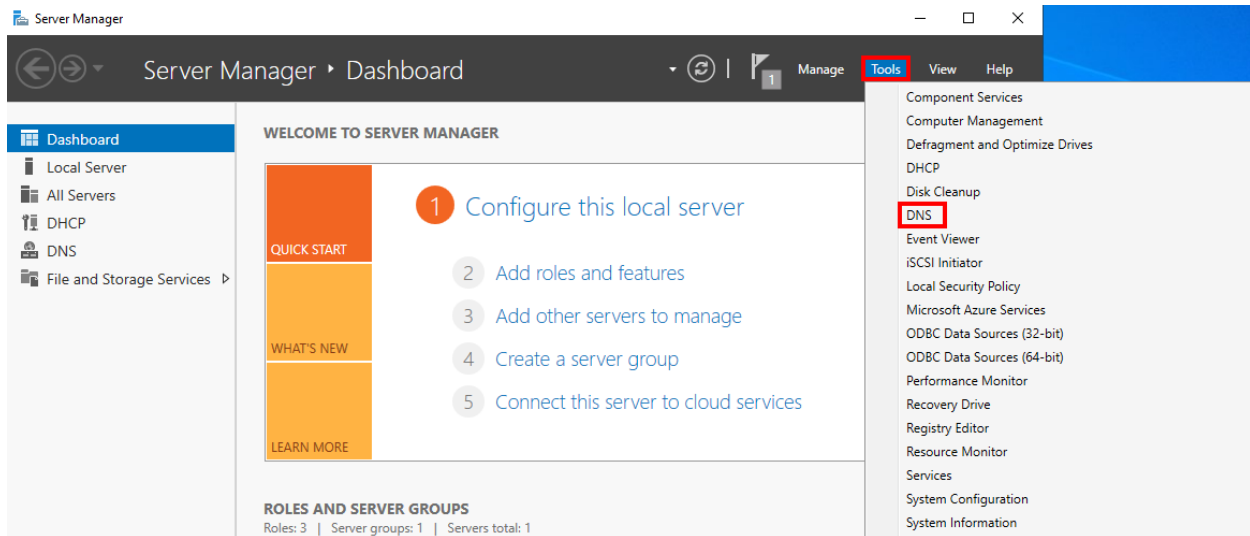 Server Manager
Server Manager • Dashboard
1
Manage
Tools
View
Help
Dashboard
Local Server
All Servers
DHCP
DNS
File and Storage Services
WELCOME TO SERVER MANAGER
QUICK START
WHAT'S NEW
LEARN MORE
1 Configure this local server
2 Add roles and features
3 Add other servers to manage
4 Create a server group
5 Connect this server to cloud services
ROLES AND SERVER GROUPS
Roles: 3 | Server groups: 1 | Servers total: 1
Component Services
Computer Management
Defragment and Optimize Drives
DHCP
Disk Cleanup
DNS
Event Viewer
iSCSI Initiator
Local Security Policy
Microsoft Azure Services
ODBC Data Sources (32-bit)
ODBC Data Sources (64-bit)
Performance Monitor
Recovery Drive
Registry Editor
Resource Monitor
Services
System Configuration
System Information